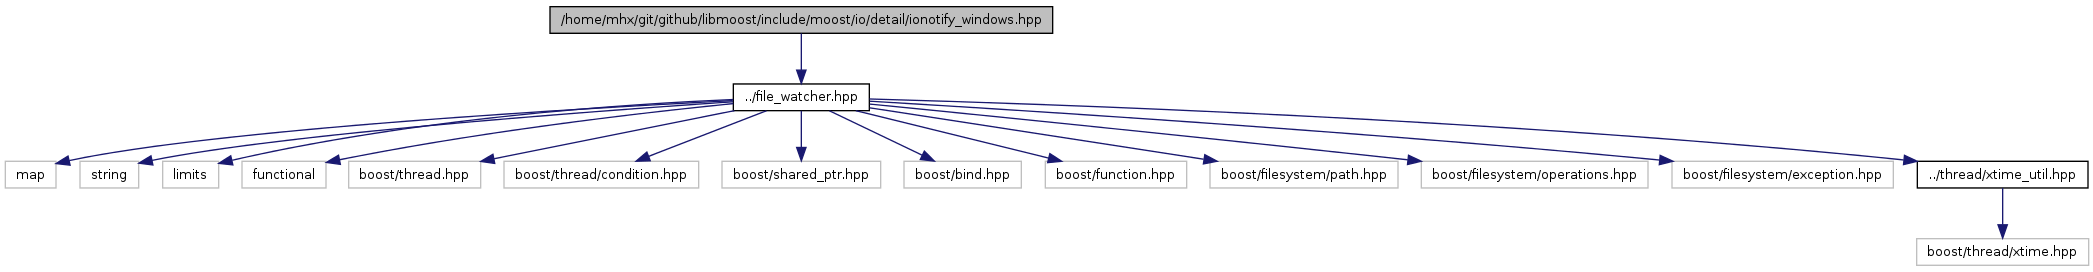 /home/mhx/git/github/libmoost/include/moost/io/detail/ionotify_windows.hpp
../file_watcher.hpp
map
string
limits
functional
boost/thread.hpp
boost/thread/condition.hpp
boost/shared_ptr.hpp
boost/bind.hpp
boost/function.hpp
boost/filesystem/path.hpp
boost/filesystem/operations.hpp
boost/filesystem/exception.hpp
../thread/xtime_util.hpp
boost/thread/xtime.hpp